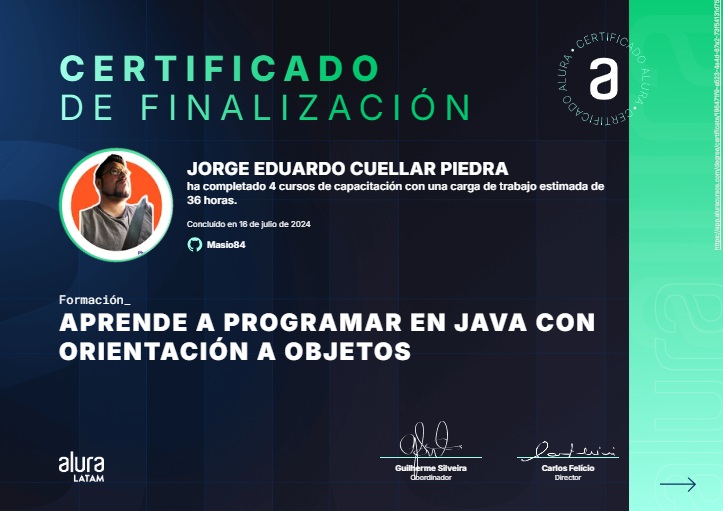 CERTIFICADO
DE FINALIZACIÓN
CERTIFICADO ALURA • CERTIFICADO ALURA •
a
JORGE EDUARDO CUELLAR PIEDRA
ha completado 4 cursos de capacitación con una carga de trabajo estimada de
36 horas.
Concluído en 16 de julio de 2024
Masio84
Formación_
APRENDE A PROGRAMAR EN JAVA CON
ORIENTACIÓN A OBJETOS
alura
LATAM
Guilherme Silveira
Coordinador
Carlos Felício
Director
alura